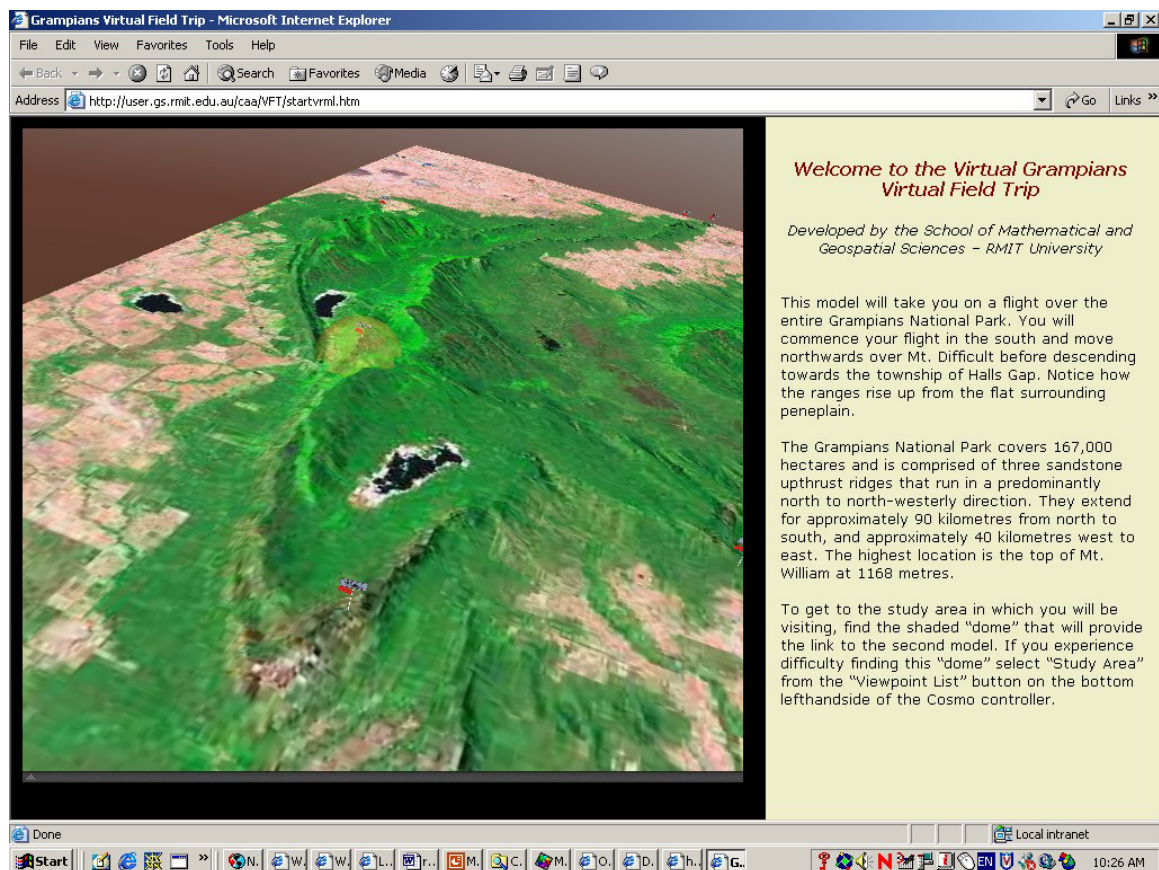 Grampians Virtual Field Trip - Microsoft Internet Explorer
File Edit View Favorites Tools Help
Back Search Favorites Media
Address http://user.gs.rmit.edu.au/caa/VFT/startvrml.htm Go Links »
Welcome to the Virtual Grampians
Virtual Field Trip
Developed by the School of Mathematical and
Geospatial Sciences – RMIT University
This model will take you on a flight over the
entire Grampians National Park. You will
commence your flight in the south and move
northwards over Mt. Difficult before descending
towards the township of Halls Gap. Notice how
the ranges rise up from the flat surrounding
peneplain.
The Grampians National Park covers 167,000
hectares and is comprised of three sandstone
upthrust ridges that run in a predominantly
north to north-westerly direction. They extend
for approximately 90 kilometres from north to
south, and approximately 40 kilometres west to
east. The highest location is the top of Mt.
William at 1168 metres.
To get to the study area in which you will be
visiting, find the shaded “dome” that will provide
the link to the second model. If you experience
difficulty finding this “dome” select “Study Area”
from the “Viewpoint List” button on the bottom
lefthandside of the Cosmo controller.
Done Local intranet
Start » N.. W.. W.. L.. r.. M.. C.. M.. O.. D.. h.. G.. N EN 10:26 AM